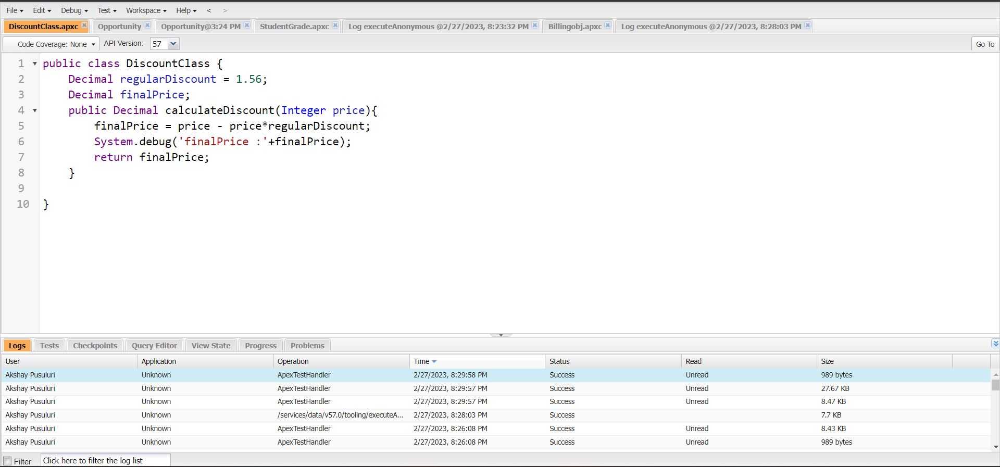 File Edit Debug Test Workspace Help < >
DiscountClass.apxc Opportunity Opportunity@3:24 PM StudentGrade.apxc Log executeAnonymous @2/27/2023, 8:23:32 PM Billingobj.apxc Log executeAnonymous @2/27/2023, 8:28:03 PM
Code Coverage: None API Version: 57 Go To
1 public class DiscountClass {
2 Decimal regularDiscount = 1.56;
3 Decimal finalPrice;
4 public Decimal calculateDiscount(Integer price){
5 finalPrice = price - price*regularDiscount;
6 System.debug('finalPrice :'+finalPrice);
7 return finalPrice;
8 }
9
10 }
Logs Tests Checkpoints Query Editor View State Progress Problems
User Application Operation Time Status Read Size
Akshay Pusuluri Unknown ApexTestHandler 2/27/2023, 8:29:58 PM Success Unread 989 bytes
Akshay Pusuluri Unknown ApexTestHandler 2/27/2023, 8:29:57 PM Success Unread 27.67 KB
Akshay Pusuluri Unknown ApexTestHandler 2/27/2023, 8:29:57 PM Success Unread 8.47 KB
Akshay Pusuluri Unknown /services/data/v57.0/tooling/executeA... 2/27/2023, 8:28:03 PM Success 7.7 KB
Akshay Pusuluri Unknown ApexTestHandler 2/27/2023, 8:26:08 PM Success Unread 8.43 KB
Akshay Pusuluri Unknown ApexTestHandler 2/27/2023, 8:26:08 PM Success Unread 989 bytes
Filter Click here to filter the log list